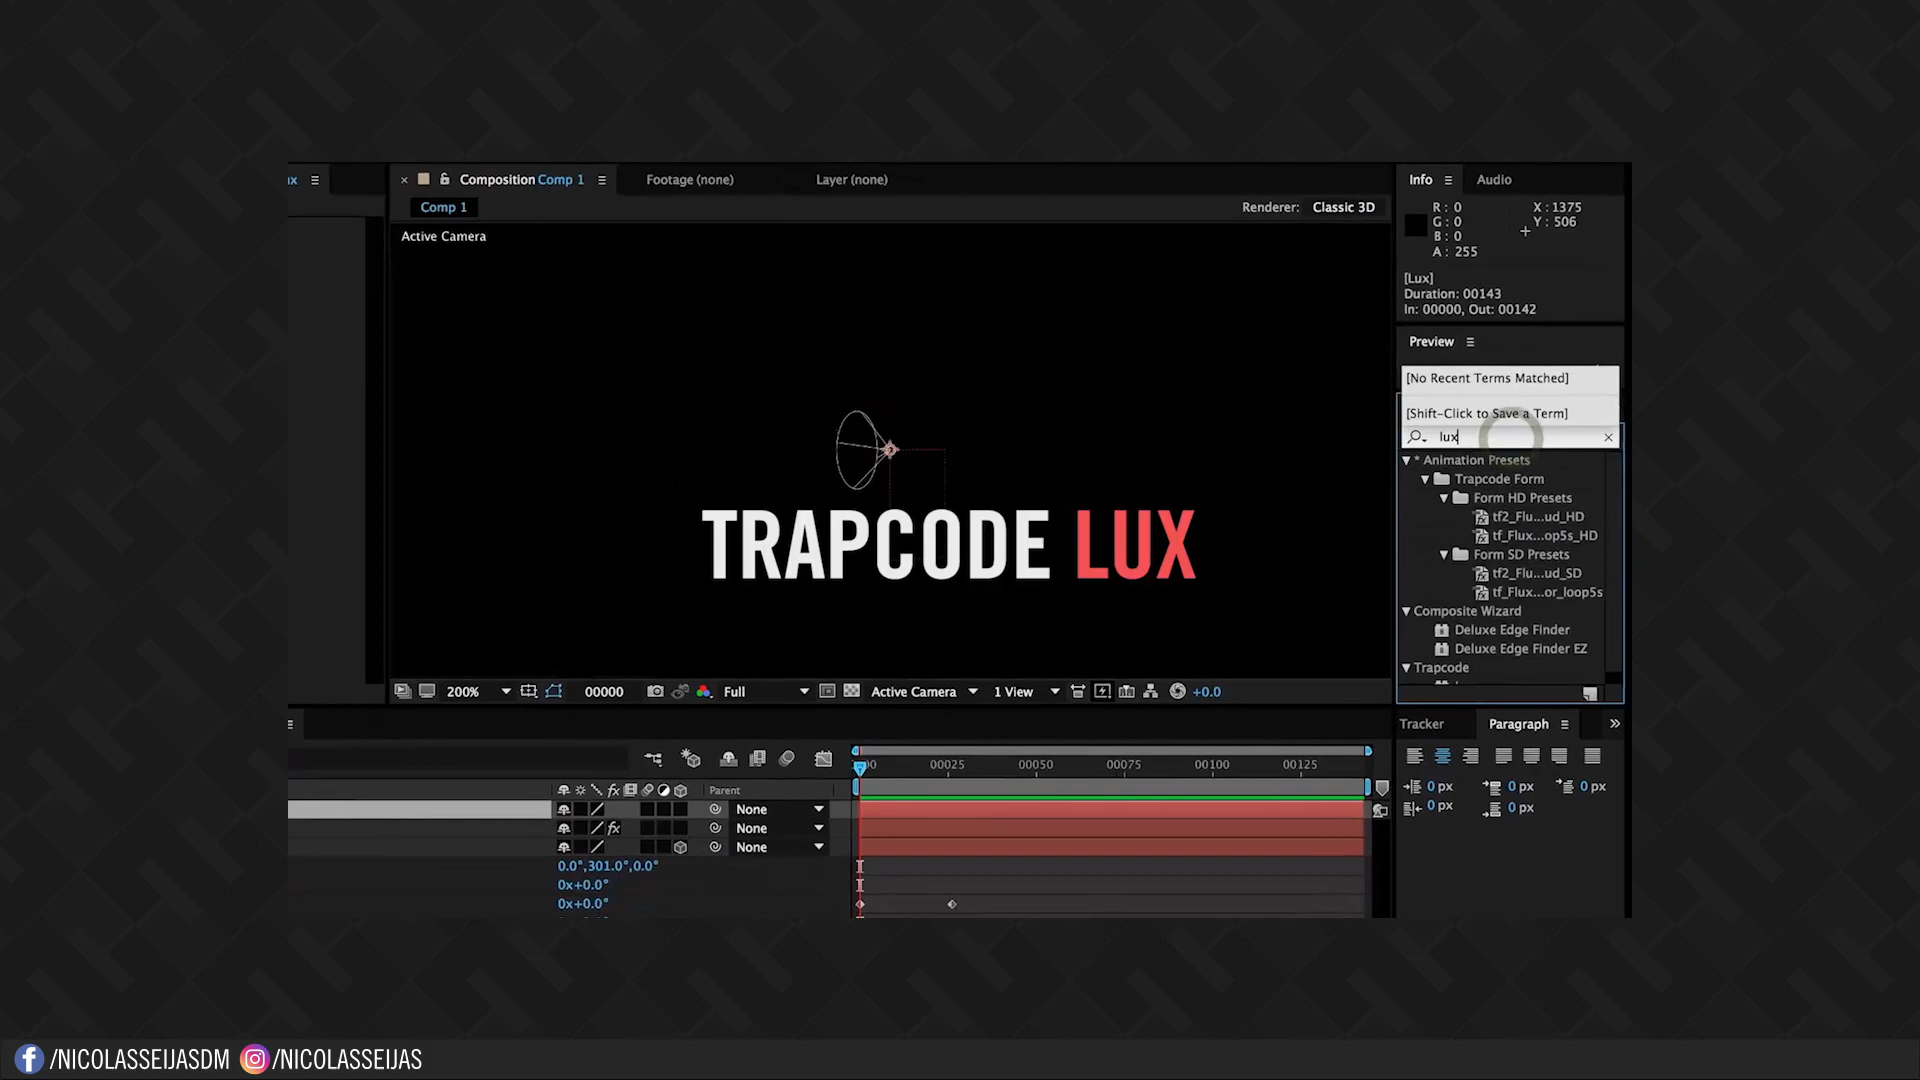 ux
Composition Comp 1
Footage (none)
Layer (none)
Comp 1
Renderer: Classic 3D
Active Camera
Info
Audio
R: 0
G: 0
B: 0
A: 255
X: 1375
Y: 506
[Lux]
Duration: 00143
In: 00000, Out: 00142
Preview
[No Recent Terms Matched]
[Shift-Click to Save a Term]
lux
* Animation Presets
Trapcode Form
Form HD Presets
tf2_Flu...ud_HD
tf_Flux...op5s_HD
Form SD Presets
tf2_Flu...ud_SD
tf_Flux...or_loop5s
Composite Wizard
Deluxe Edge Finder
Deluxe Edge Finder EZ
Trapcode
TRAPCODE LUX
200%
00000
Full
Active Camera
1 View
+0.0
Tracker
Paragraph
0 px
0 px
0 px
0 px
0 px
00025
00050
00075
00100
00125
fx
Parent
None
fx
None
None
0.0°,301.0°,0.0°
0x+0.0°
0x+0.0°
/NICOLASSEIJASDM
/NICOLASSEIJAS